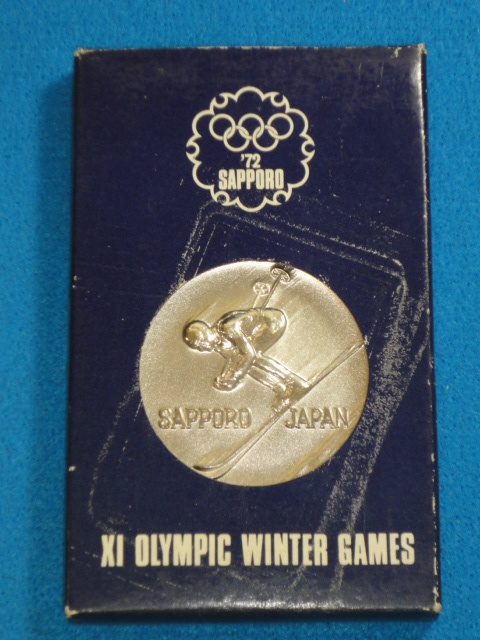 '72
SAPPORO
SAPPORO JAPAN
XI OLYMPIC WINTER GAMES